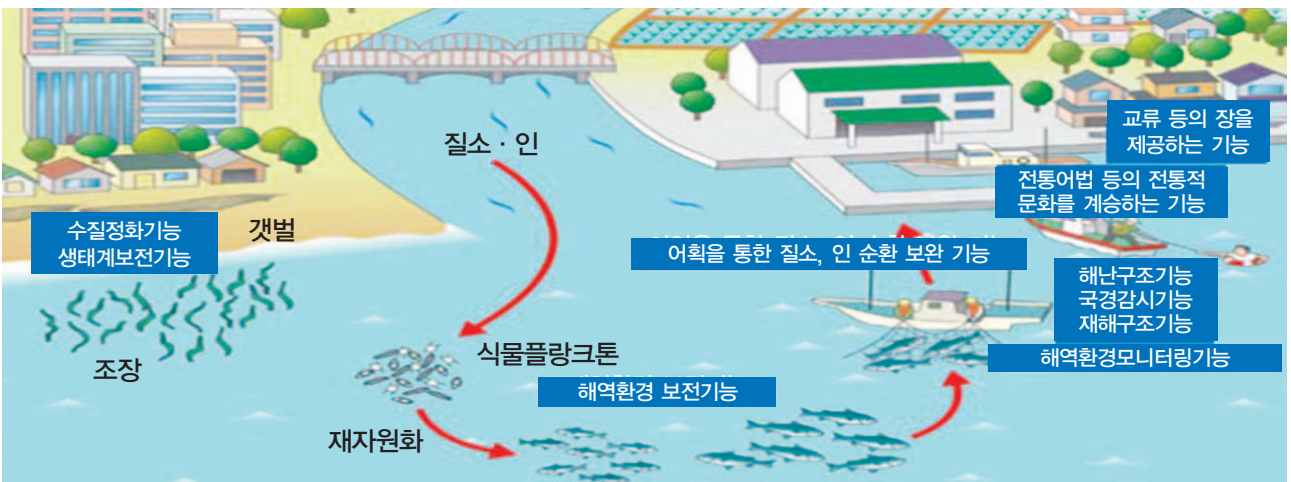 질소 · 인
교류 등의 장을
제공하는 기능
전통어법 등의 전통적
문화를 계승하는 기능
수질정화기능
생태계보전기능
갯벌
어획을 통한 질소, 인 순환 보완 기능
해난구조기능
국경감시기능
재해구조기능
식물플랑크톤
해역환경모니터링기능
조장
해역환경 보전기능
재자원화